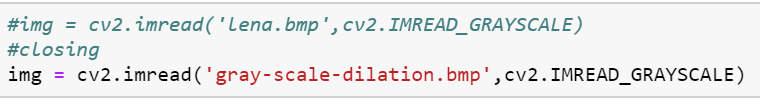 #img = cv2.imread('lena.bmp',cv2.IMREAD_GRAYSCALE)
#closing
img = cv2.imread('gray-scale-dilation.bmp',cv2.IMREAD_GRAYSCALE)